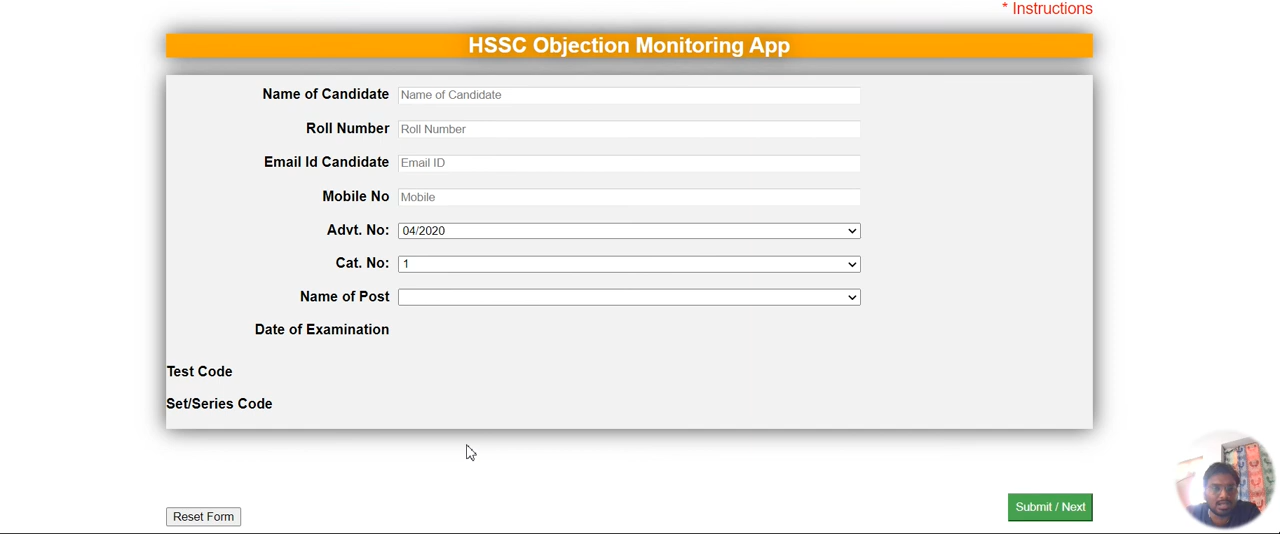 * Instructions
HSSC Objection Monitoring App
Name of Candidate Name of Candidate
Roll Number Roll Number
Email Id Candidate Email ID
Mobile No Mobile
Advt. No: 04/2020
Cat. No: 1
Name of Post
Date of Examination
Test Code
Set/Series Code
Reset Form Submit / Next